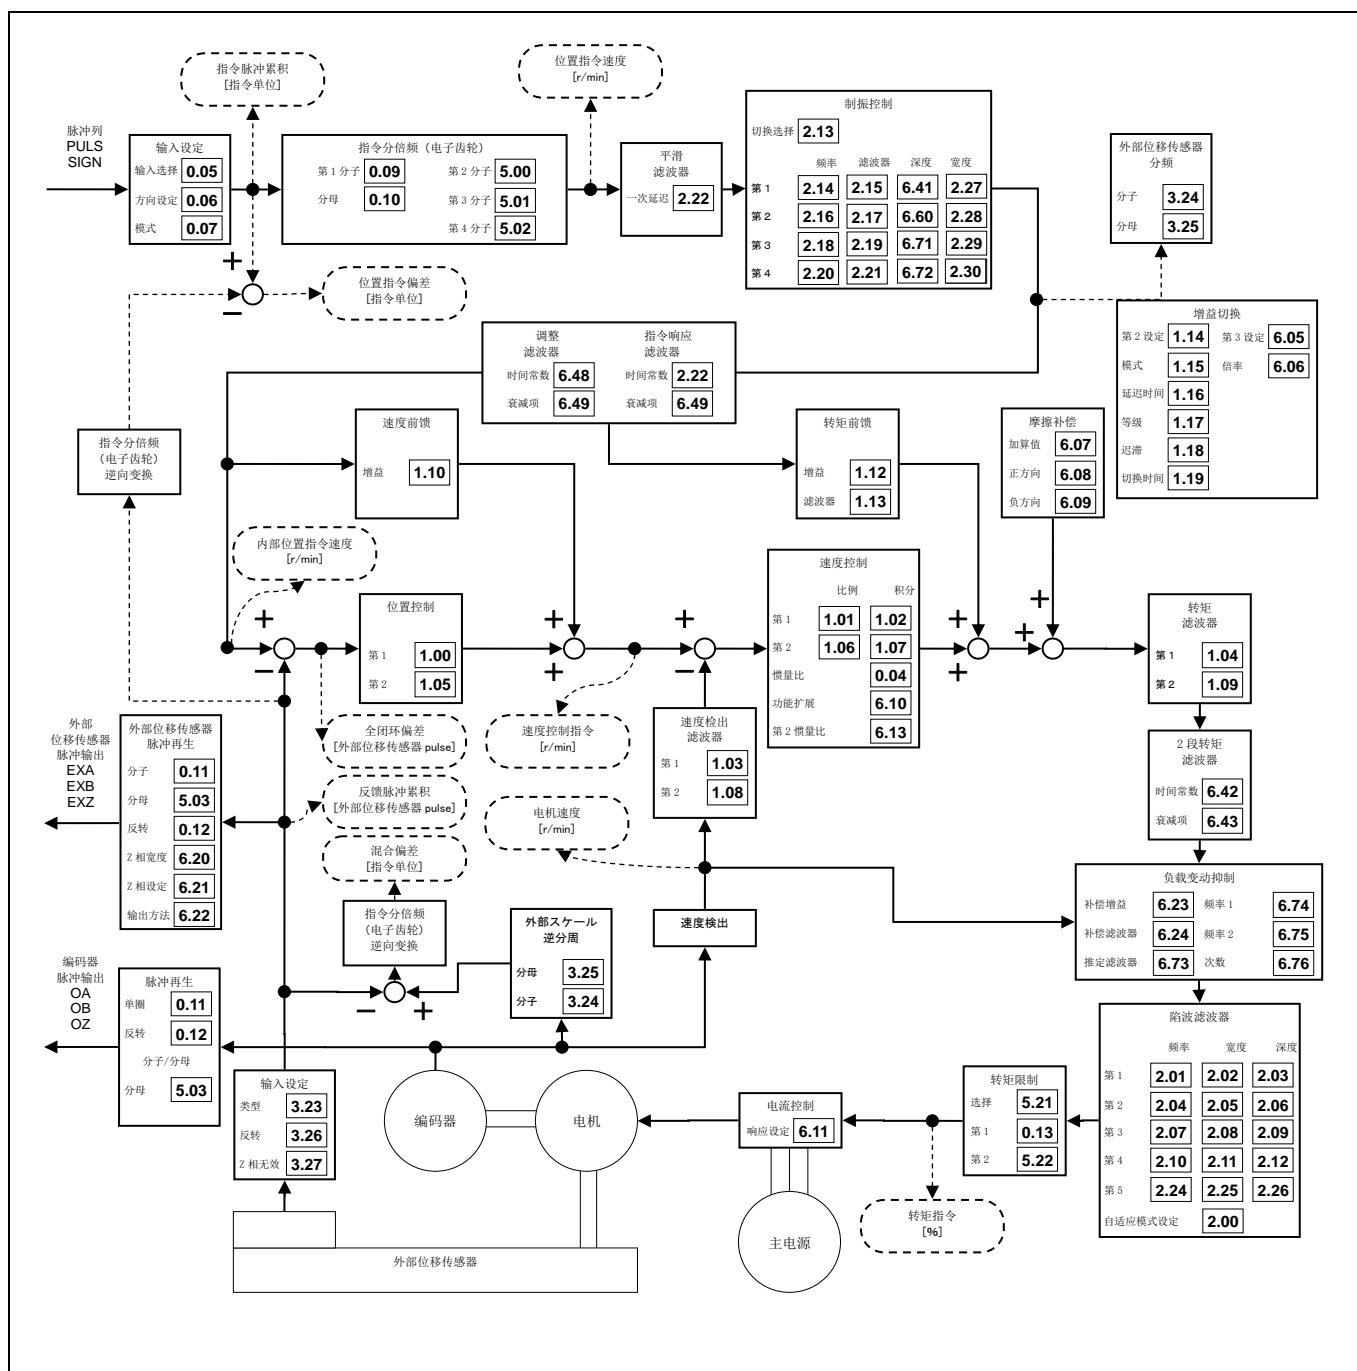 指令脉冲累积
[指令单位]
位置指令速度
[r/min]
脉冲列
PULS
SIGN
输入设定
输入选择 0.05
方向设定 0.06
模式 0.07
指令分倍频（电子齿轮）
第1分子 0.09 第2分子 5.00
分母 0.10 第3分子 5.01
第4分子 5.02
平滑
滤波器
一次延迟 2.22
制振控制
切换选择 2.13
频率 滤波器 深度 宽度
第1 2.14 2.15 6.41 2.27
第2 2.16 2.17 6.60 2.28
第3 2.18 2.19 6.71 2.29
第4 2.20 2.21 6.72 2.30
外部位移传感器
分频
分子 3.24
分母 3.25
+
−
位置指令偏差
[指令单位]
增益切换
第2设定 1.14 第3设定 6.05
模式 1.15 倍率 6.06
延迟时间 1.16
等级 1.17
迟滞 1.18
切换时间 1.19
调整
滤波器
时间常数 6.48
衰减项 6.49
指令响应
滤波器
时间常数 2.22
衰减项 6.49
指令分倍频
（电子齿轮）
逆向变换
速度前馈
增益 1.10
转矩前馈
增益 1.12
滤波器 1.13
摩擦补偿
加算值 6.07
正方向 6.08
负方向 6.09
内部位置指令速度
[r/min]
+
−
位置控制
第1 1.00
第2 1.05
+
+
+
−
速度控制
比例 积分
第1 1.01 1.02
第2 1.06 1.07
惯量比 0.04
功能扩展 6.10
第2惯量比 6.13
+
+
+
+
转矩
滤波器
第1 1.04
第2 1.09
外部
位移传感器
脉冲输出
EXA
EXB
EXZ
外部位移传感器
脉冲再生
分子 0.11
分母 5.03
反转 0.12
Z相宽度 6.20
Z相设定 6.21
输出方法 6.22
全闭环偏差
[外部位移传感器 pulse]
反馈脉冲累积
[外部位移传感器 pulse]
混合偏差
[指令单位]
速度控制指令
[r/min]
电机速度
[r/min]
速度检出
滤波器
第1 1.03
第2 1.08
2段转矩
滤波器
时间常数 6.42
衰减项 6.43
负载变动抑制
补偿增益 6.23 频率1 6.74
补偿滤波器 6.24 频率2 6.75
推定滤波器 6.73 次数 6.76
指令分倍频
（电子齿轮）
逆向变换
外部スケール
逆分周
分母 3.25
分子 3.24
速度检出
−
+
编码器
脉冲输出
OA
OB
OZ
脉冲再生
单圈 0.11
反转 0.12
分子/分母
分母 5.03
输入设定
类型 3.23
反转 3.26
Z相无效 3.27
编码器
电机
电流控制
响应设定 6.11
主电源
转矩限制
选择 5.21
第1 0.13
第2 5.22
转矩指令
[%]
陷波滤波器
频率 宽度 深度
第1 2.01 2.02 2.03
第2 2.04 2.05 2.06
第3 2.07 2.08 2.09
第4 2.10 2.11 2.12
第5 2.24 2.25 2.26
自适应模式设定 2.00
外部位移传感器